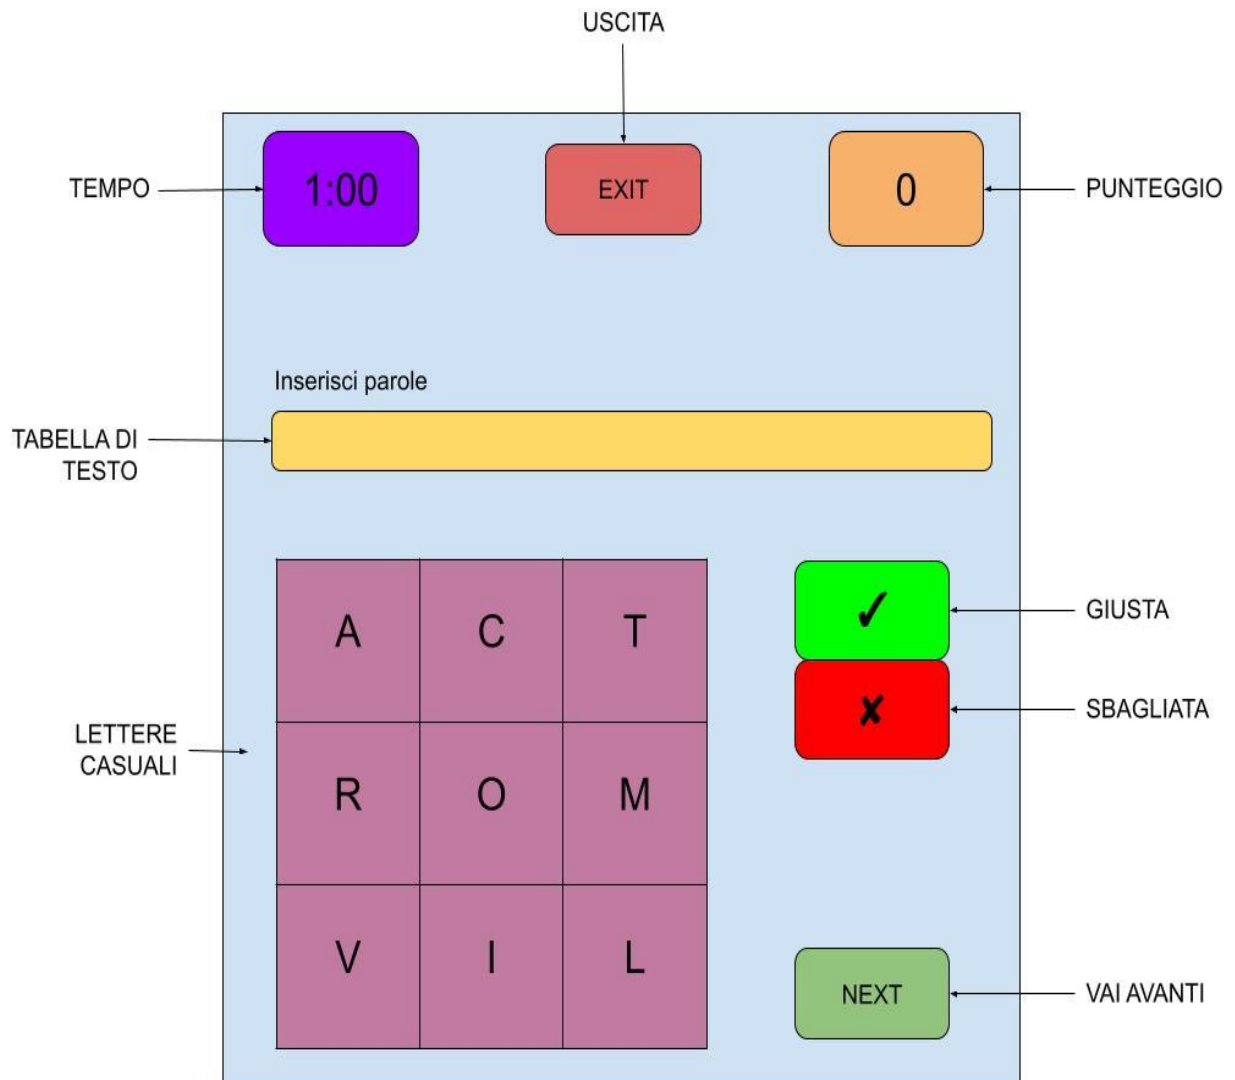 USCITA
TEMPO
1:00
EXIT
0
PUNTEGGIO
Inserisci parole
TABELLA DI
TESTO
A C T
✓
GIUSTA
✘
SBAGLIATA
LETTERE
CASUALI
R O M
V I L
NEXT
VAI AVANTI